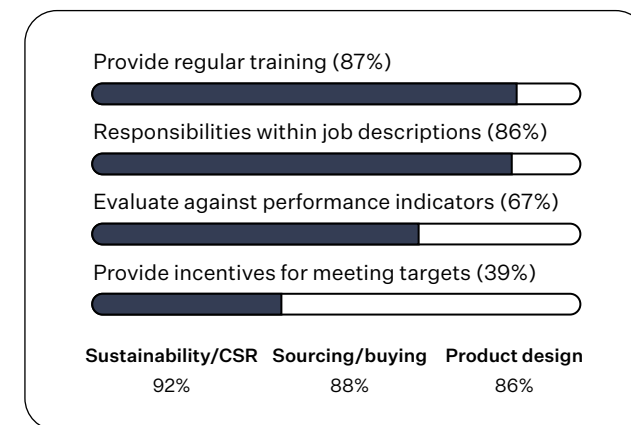 Provide regular training (87%)
Responsibilities within job descriptions (86%)
Evaluate against performance indicators (67%)
Provide incentives for meeting targets (39%)
Sustainability/CSR Sourcing/buying Product design
92% 88% 86%